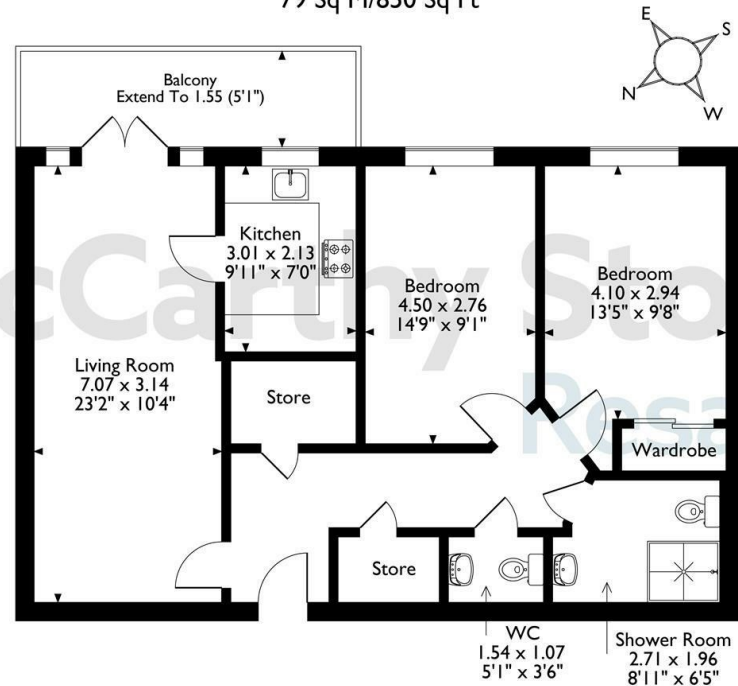 79 Sq M/850 Sq Ft
E
S
N
W
Balcony
Extend To 1.55 (5'1")
Kitchen
3.01 x 2.13
9'11" x 7'0"
Bedroom
4.50 x 2.76
14'9" x 9'1"
Bedroom
4.10 x 2.94
13'5" x 9'8"
Living Room
7.07 x 3.14
23'2" x 10'4"
Store
Wardrobe
Store
WC
1.54 x 1.07
5'1" x 3'6"
Shower Room
2.71 x 1.96
8'11" x 6'5"
cCarthy Sto
Resa